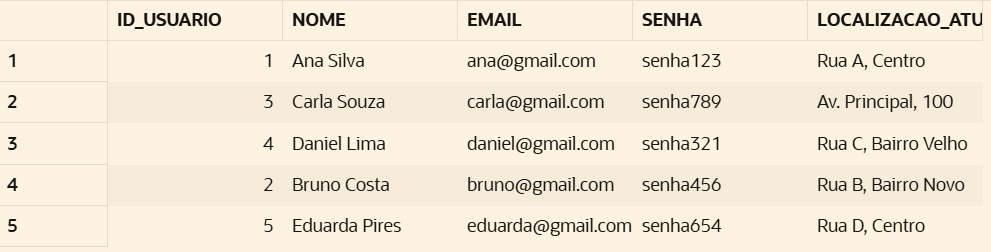 ID_USUARIO NOME EMAIL SENHA LOCALIZACAO_ATU
1 1 Ana Silva ana@gmail.com senha123 Rua A, Centro
2 3 Carla Souza carla@gmail.com senha789 Av. Principal, 100
3 4 Daniel Lima daniel@gmail.com senha321 Rua C, Bairro Velho
4 2 Bruno Costa bruno@gmail.com senha456 Rua B, Bairro Novo
5 5 Eduarda Pires eduarda@gmail.com senha654 Rua D, Centro